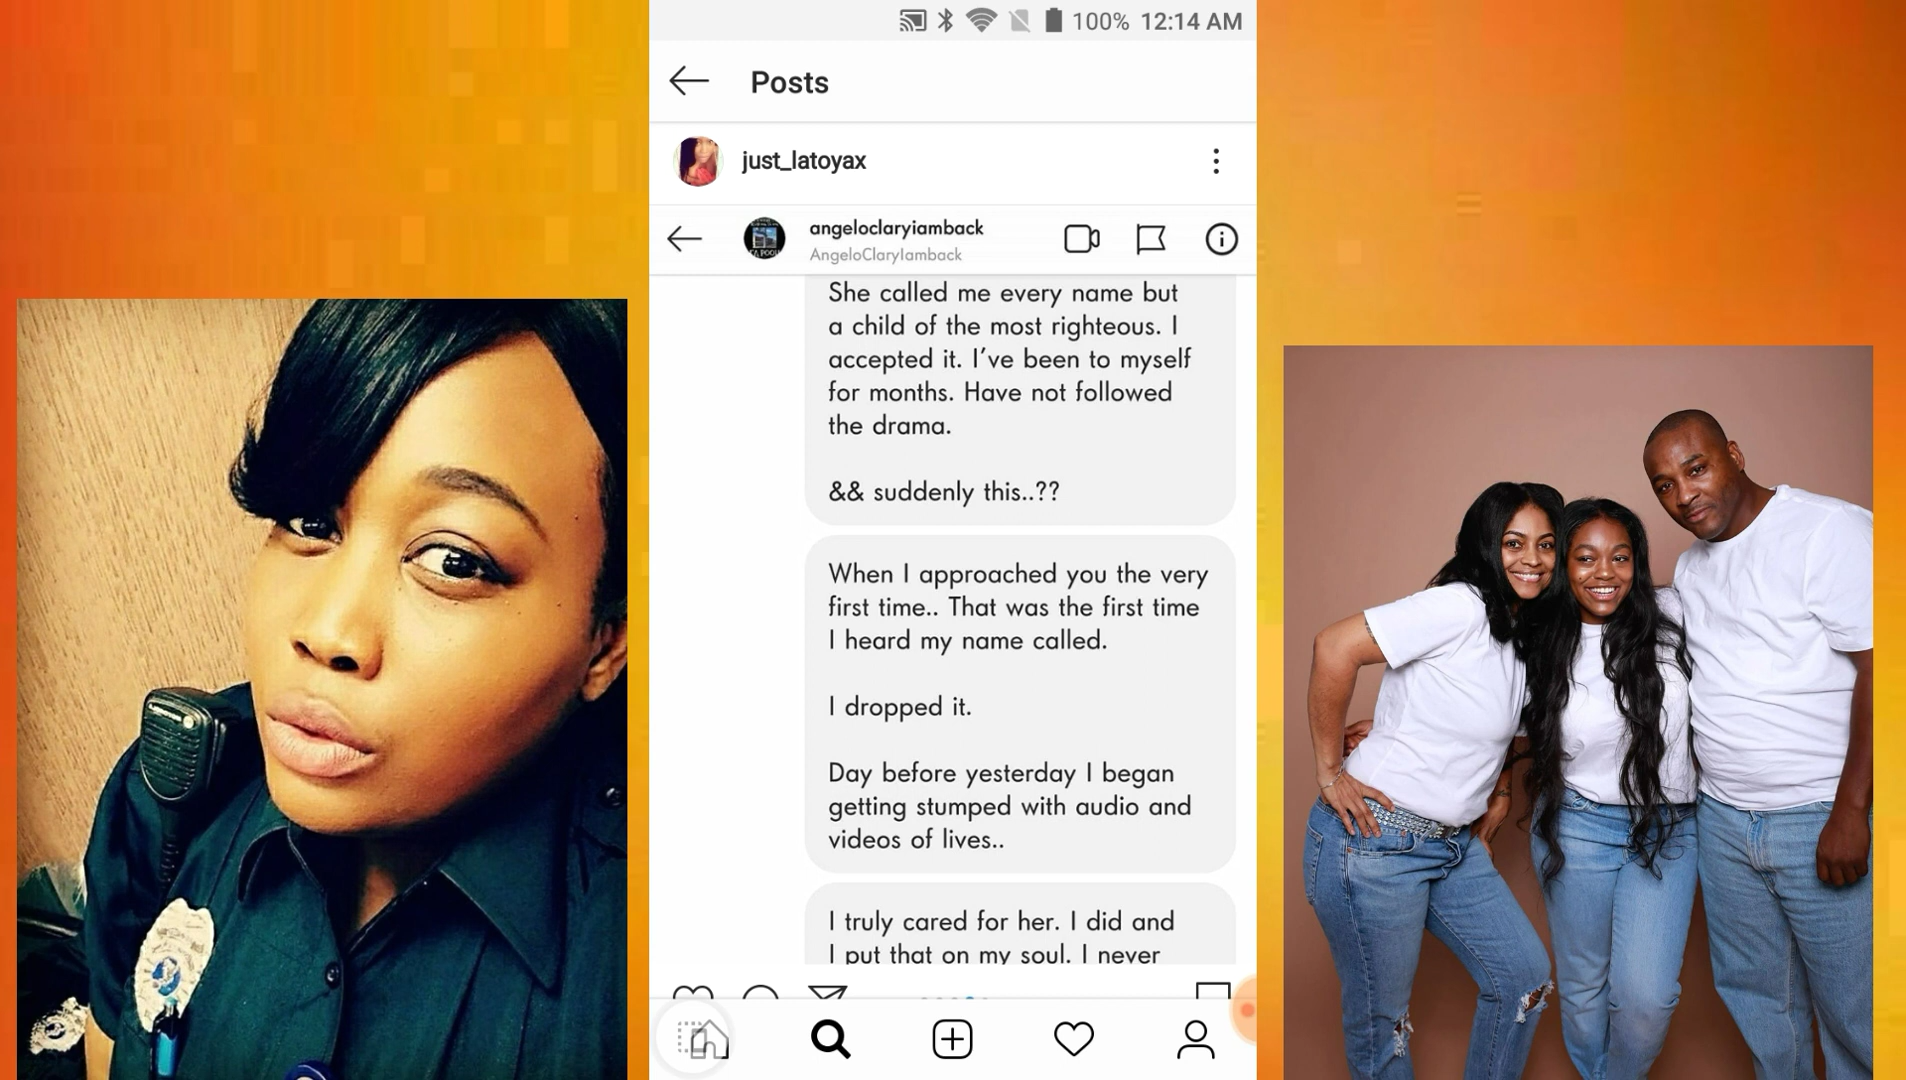 100% 12:14 AM
Posts
just_latoyax
angeloclaryiamback
AngeloClaryIamback
She called me every name but
a child of the most righteous. I
accepted it. I've been to myself
for months. Have not followed
the drama.
&& suddenly this..??
When I approached you the very
first time.. That was the first time
I heard my name called.
I dropped it.
Day before yesterday I began
getting stumped with audio and
videos of lives..
I truly cared for her. I did and
I put that on my soul. I never